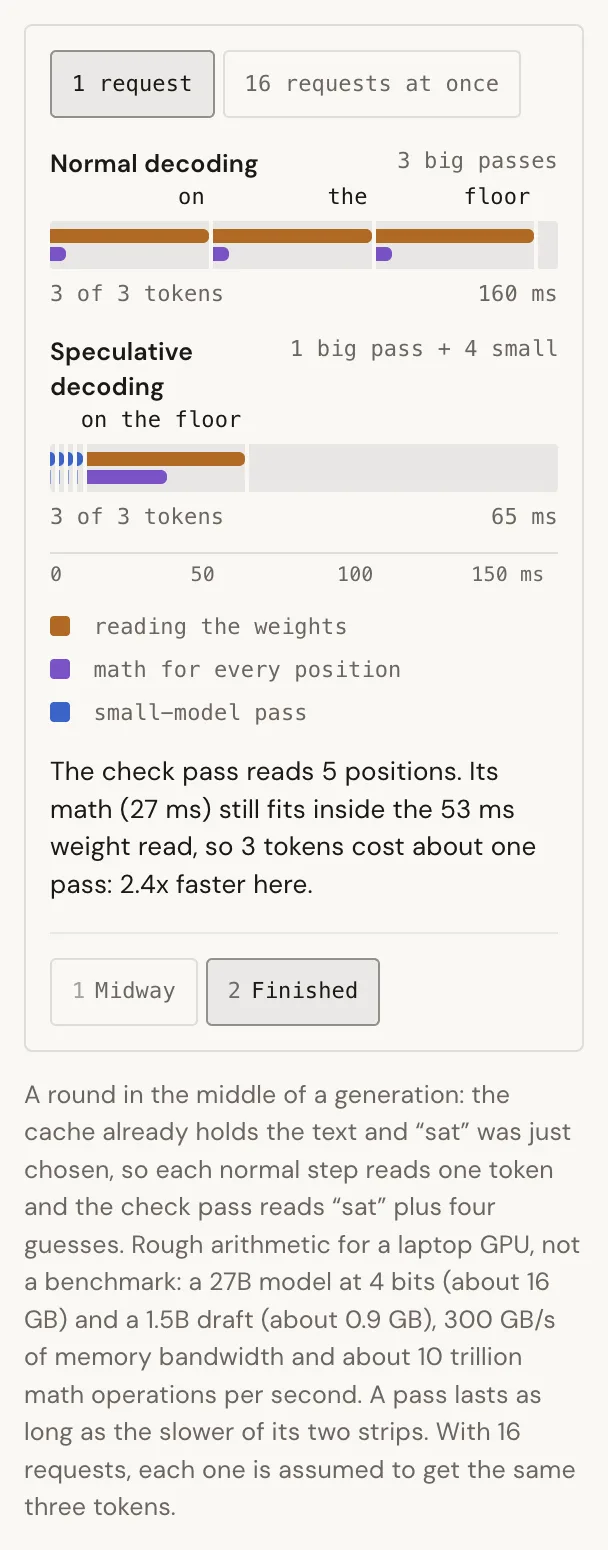 1 request
16 requests at once
Normal decoding
3 big passes
on the floor
3 of 3 tokens
160 ms
Speculative
decoding
1 big pass + 4 small
on the floor
3 of 3 tokens
65 ms
0 50 100 150 ms
reading the weights
math for every position
small–model pass
The check pass reads 5 positions. Its
math (27 ms) still fits inside the 53 ms
weight read, so 3 tokens cost about one
pass: 2.4x faster here.
1 Midway
2 Finished
A round in the middle of a generation: the
cache already holds the text and “sat” was just
chosen, so each normal step reads one token
and the check pass reads “sat” plus four
guesses. Rough arithmetic for a laptop GPU, not
a benchmark: a 27B model at 4 bits (about 16
GB) and a 1.5B draft (about 0.9 GB), 300 GB/s
of memory bandwidth and about 10 trillion
math operations per second. A pass lasts as
long as the slower of its two strips. With 16
requests, each one is assumed to get the same
three tokens.